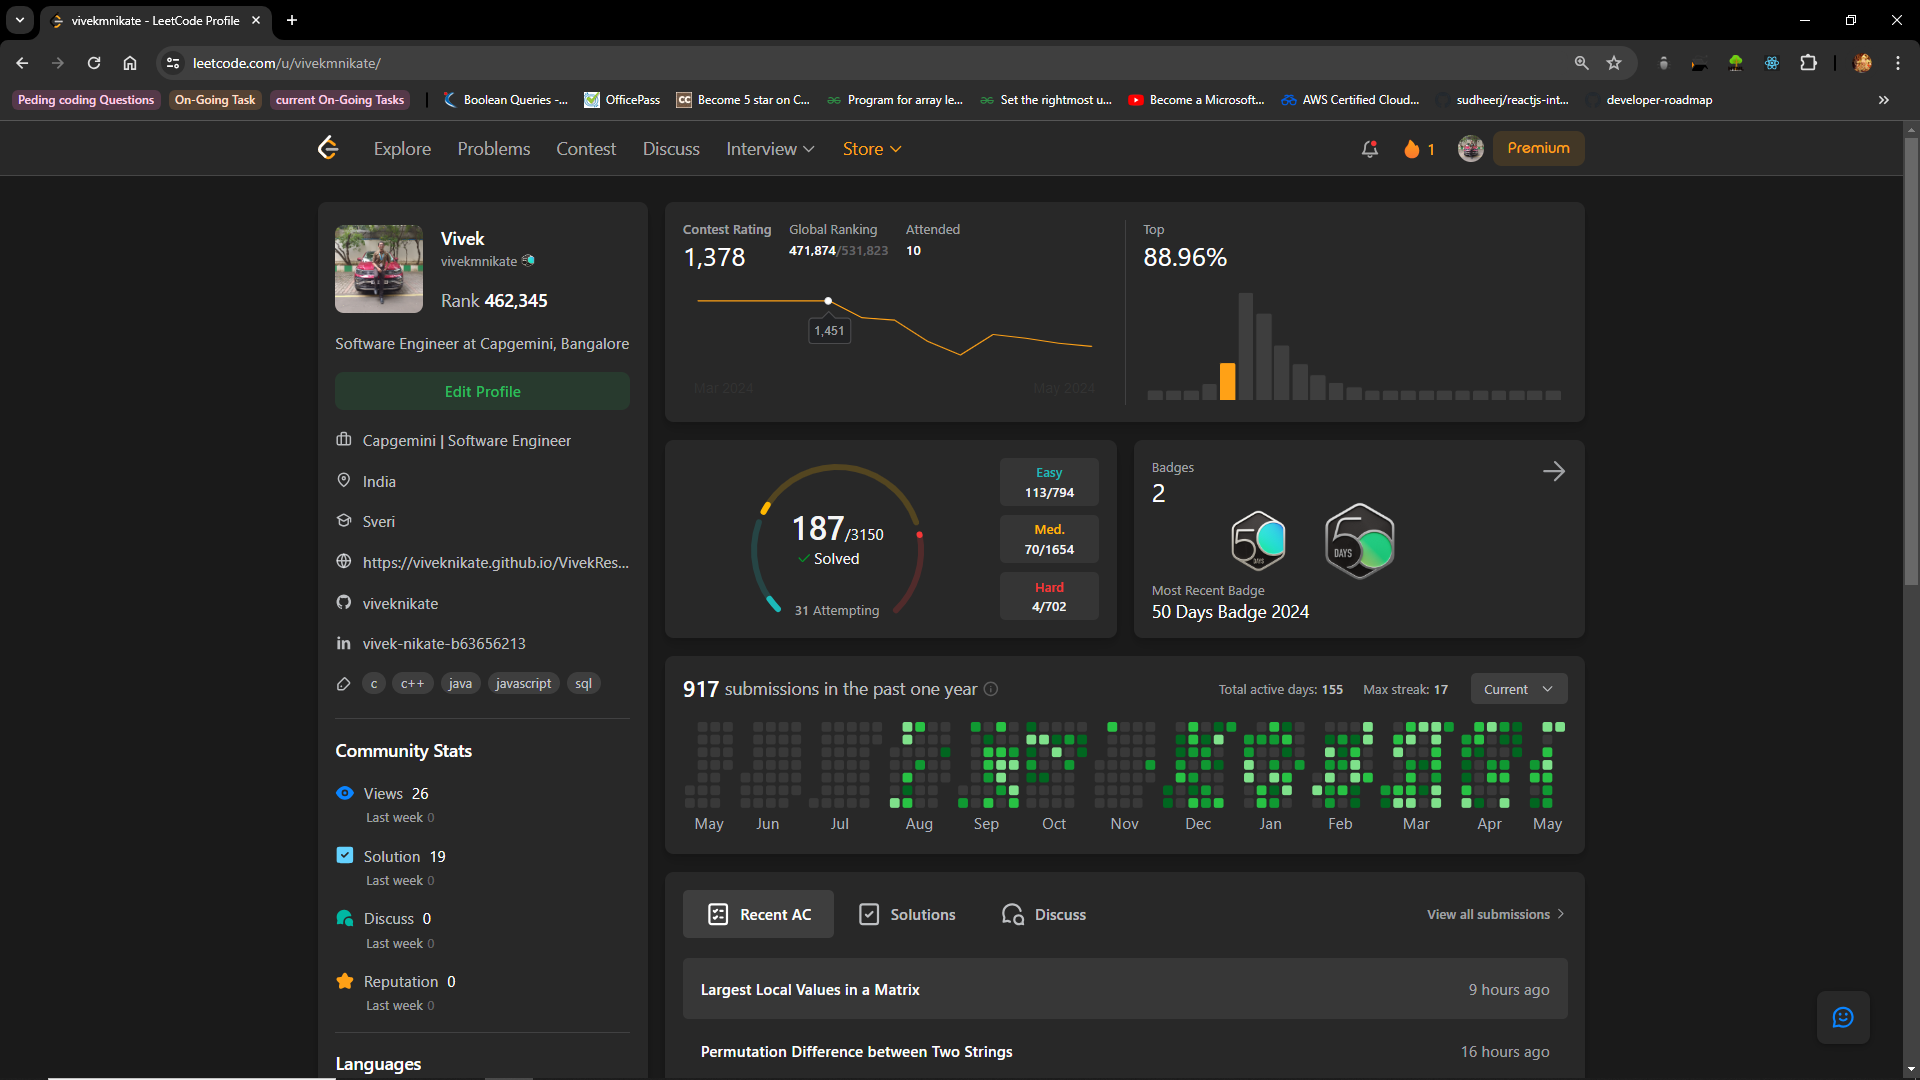 vivekmnikate - LeetCode Profile
leetcode.com/u/vivekmnikate/
Peding coding Questions
On-Going Task
current On-Going Tasks
Boolean Queries -...
OfficePass
CC
Become 5 star on C...
Program for array le...
Set the rightmost u...
Become a Microsoft...
AWS Certified Cloud...
sudheerj/reactjs-int...
developer-roadmap
Explore
Problems
Contest
Discuss
Interview
Store
1
Premium
Vivek
vivekmnikate
Rank 462,345
Software Engineer at Capgemini, Bangalore
Edit Profile
Capgemini | Software Engineer
India
Sveri
https://viveknikate.github.io/VivekRes...
viveknikate
in vivek-nikate-b63656213
c
c++
java
javascript
sql
Community Stats
Views 26
Last week 0
Solution 19
Last week 0
Discuss 0
Last week 0
Reputation 0
Last week 0
Languages
Contest Rating
1,378
Global Ranking
471,874/531,823
Attended
10
1,451
Mar 2024
May 2024
Top
88.96%
187/3150
Solved
31 Attempting
Easy
113/794
Med.
70/1654
Hard
4/702
Badges
2
50
DAYS
50
DAYS
Most Recent Badge
50 Days Badge 2024
917 submissions in the past one year
Total active days: 155
Max streak: 17
Current
May
Jun
Jul
Aug
Sep
Oct
Nov
Dec
Jan
Feb
Mar
Apr
May
Recent AC
Solutions
Discuss
View all submissions
Largest Local Values in a Matrix
9 hours ago
Permutation Difference between Two Strings
16 hours ago